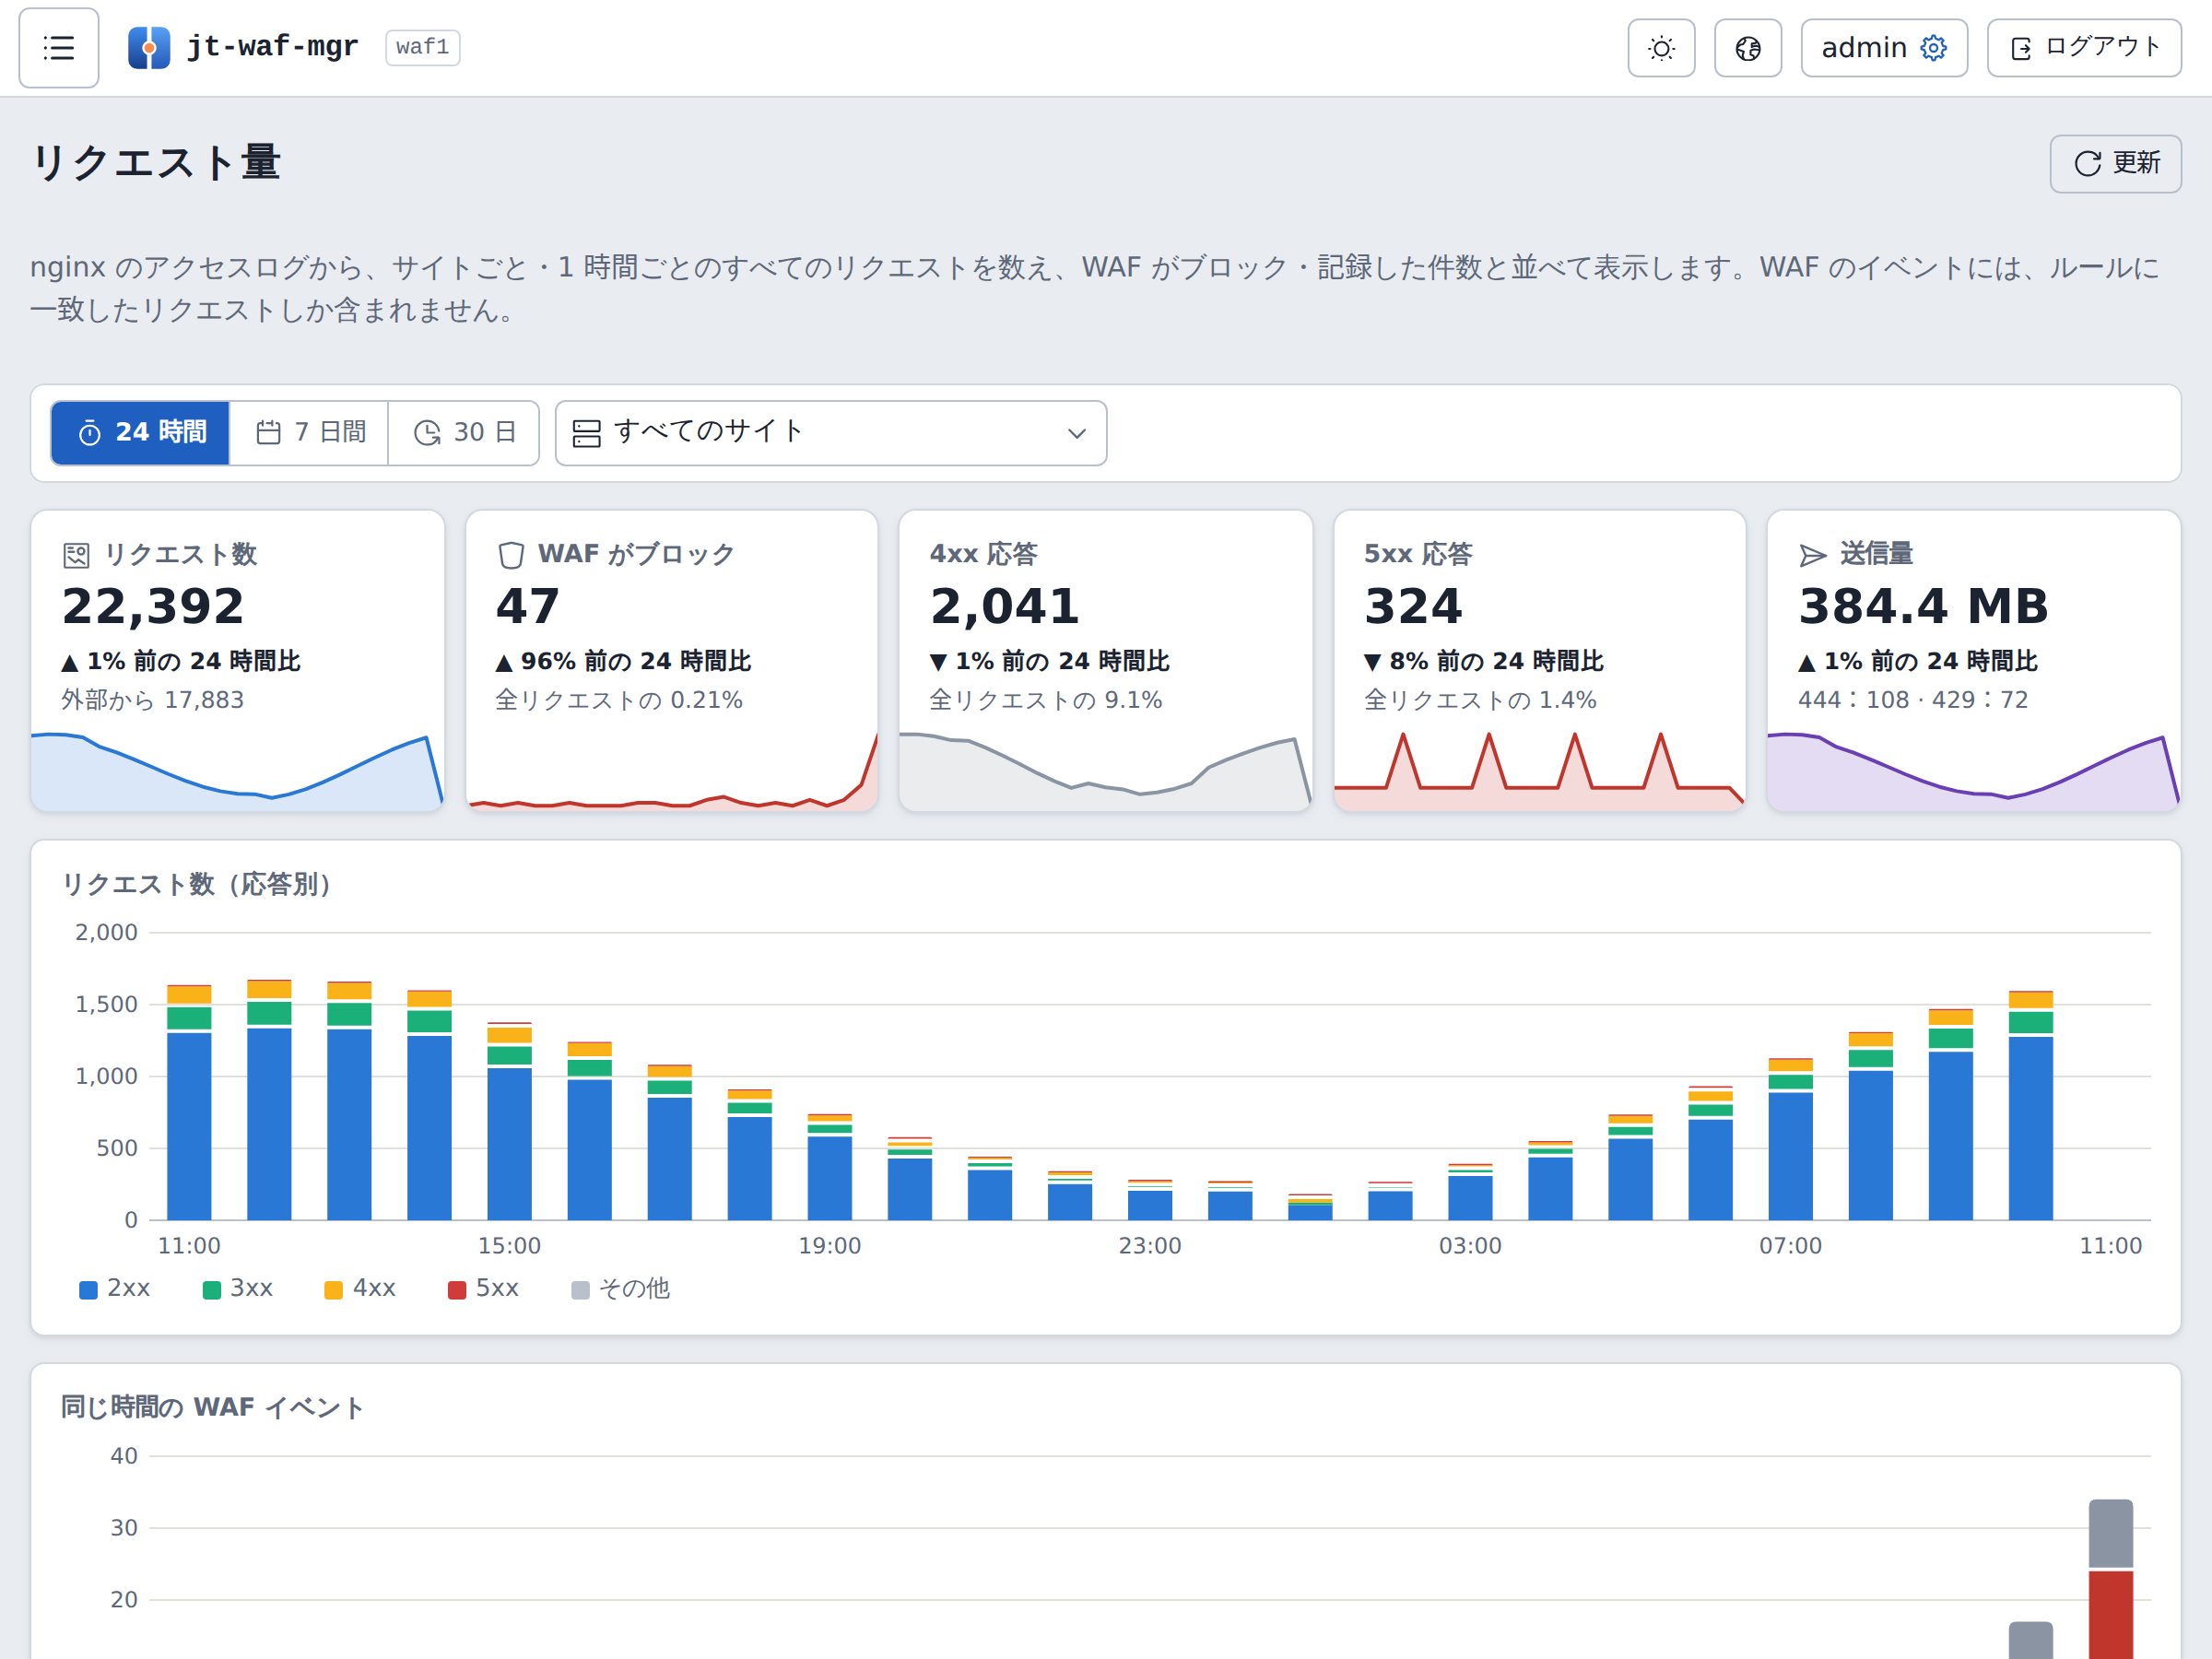 jt-waf-mgr
waf1
admin
ログアウト
リクエスト量
更新
nginx のアクセスログから、サイトごと・1 時間ごとのすべてのリクエストを数え、WAF がブロック・記録した件数と並べて表示します。WAF のイベントには、ルールに
一致したリクエストしか含まれません。
24 時間
7 日間
30 日
すべてのサイト
リクエスト数
22,392
▲ 1% 前の 24 時間比
外部から 17,883
WAF がブロック
47
▲ 96% 前の 24 時間比
全リクエストの 0.21%
4xx 応答
2,041
▼ 1% 前の 24 時間比
全リクエストの 9.1%
5xx 応答
324
▼ 8% 前の 24 時間比
全リクエストの 1.4%
送信量
384.4 MB
▲ 1% 前の 24 時間比
444：108 · 429：72
リクエスト数（応答別）
2,000
1,500
1,000
500
0
11:00
15:00
19:00
23:00
03:00
07:00
11:00
2xx
3xx
4xx
5xx
その他
同じ時間の WAF イベント
40
30
20